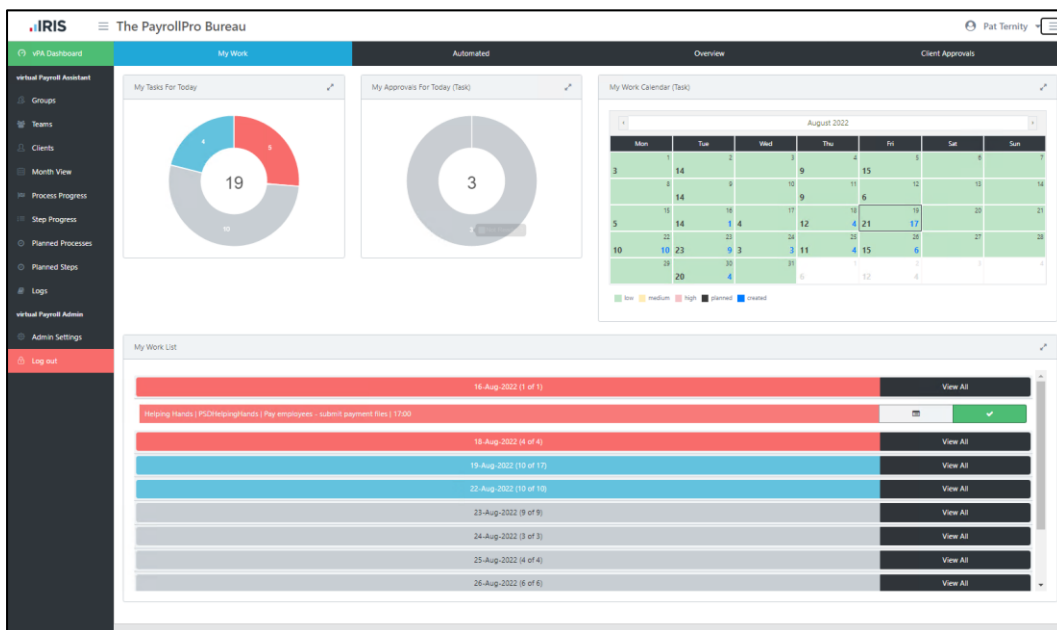 IRIS The PayrollPro Bureau Pat Ternity
vPA Dashboard My Work Automated Overview Client Approvals
virtual Payroll Assistant
Groups
Teams
Clients
Month View
Process Progress
Step Progress
Planned Processes
Planned Steps
Logs
virtual Payroll Admin
Admin Settings
Log out
My Tasks For Today
4 5
19
10
My Approvals For Today (Task)
3
3
My Work Calendar (Task)
August 2022
Mon Tue Wed Thu Fri Sat Sun
1 2 3 4 5 6 7
3 14 9 15
8 9 10 11 12 13 14
14 9 6
15 16 17 18 19 20 21
5 14 1 4 12 4 21 17
22 23 24 25 26 27 28
10 10 23 9 3 3 11 4 15 6
29 30 31 1 2 3 4
20 4 6 12 4
low medium high planned created
My Work List
16-Aug-2022 (1 of 1) View All
Helping Hands | PSDHelpingHands | Pay employees - submit payment files | 17:00
18-Aug-2022 (4 of 4) View All
19-Aug-2022 (10 of 17) View All
22-Aug-2022 (10 of 10) View All
23-Aug-2022 (9 of 9) View All
24-Aug-2022 (3 of 3) View All
25-Aug-2022 (4 of 4) View All
26-Aug-2022 (6 of 6) View All